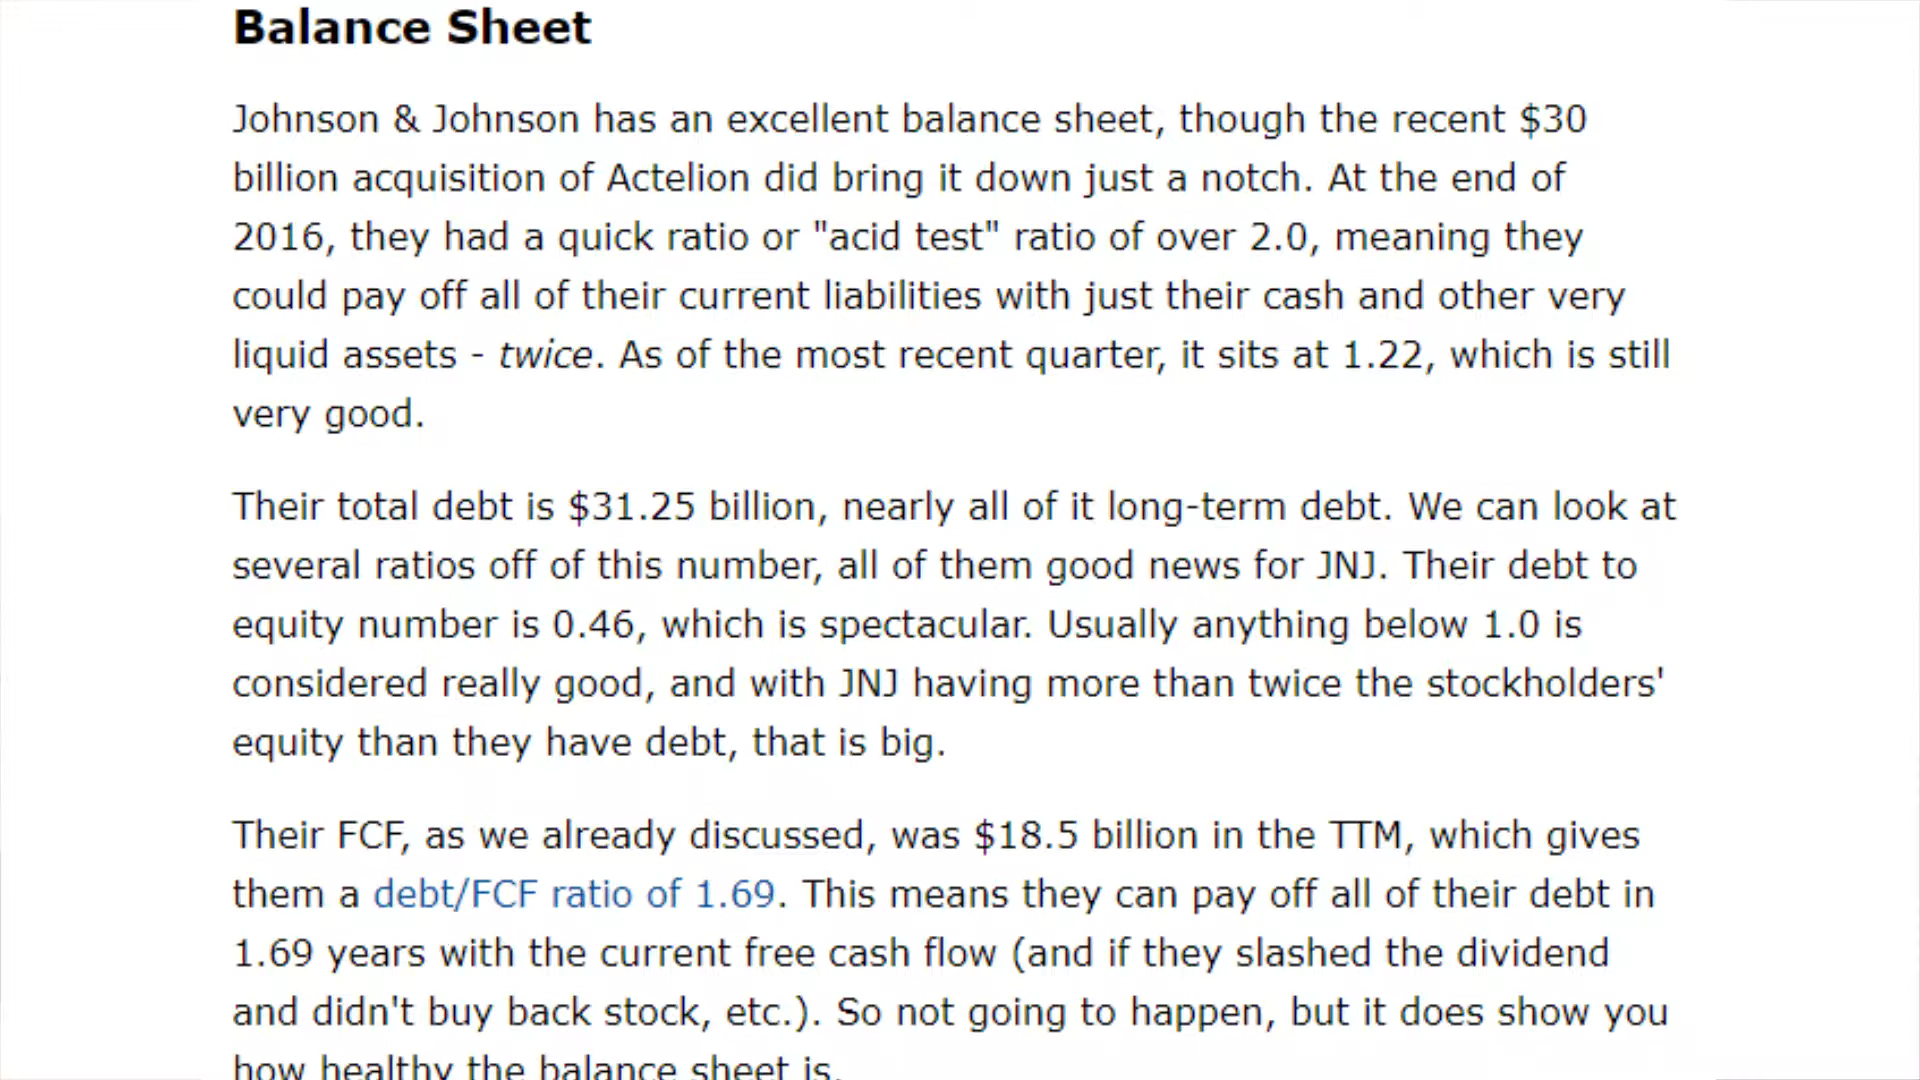 Balance Sheet
Johnson & Johnson has an excellent balance sheet, though the recent $30
billion acquisition of Actelion did bring it down just a notch. At the end of
2016, they had a quick ratio or "acid test" ratio of over 2.0, meaning they
could pay off all of their current liabilities with just their cash and other very
liquid assets - twice. As of the most recent quarter, it sits at 1.22, which is still
very good.
Their total debt is $31.25 billion, nearly all of it long-term debt. We can look at
several ratios off of this number, all of them good news for JNJ. Their debt to
equity number is 0.46, which is spectacular. Usually anything below 1.0 is
considered really good, and with JNJ having more than twice the stockholders'
equity than they have debt, that is big.
Their FCF, as we already discussed, was $18.5 billion in the TTM, which gives
them a debt/FCF ratio of 1.69. This means they can pay off all of their debt in
1.69 years with the current free cash flow (and if they slashed the dividend
and didn't buy back stock, etc.). So not going to happen, but it does show you
how healthy the balance sheet is.